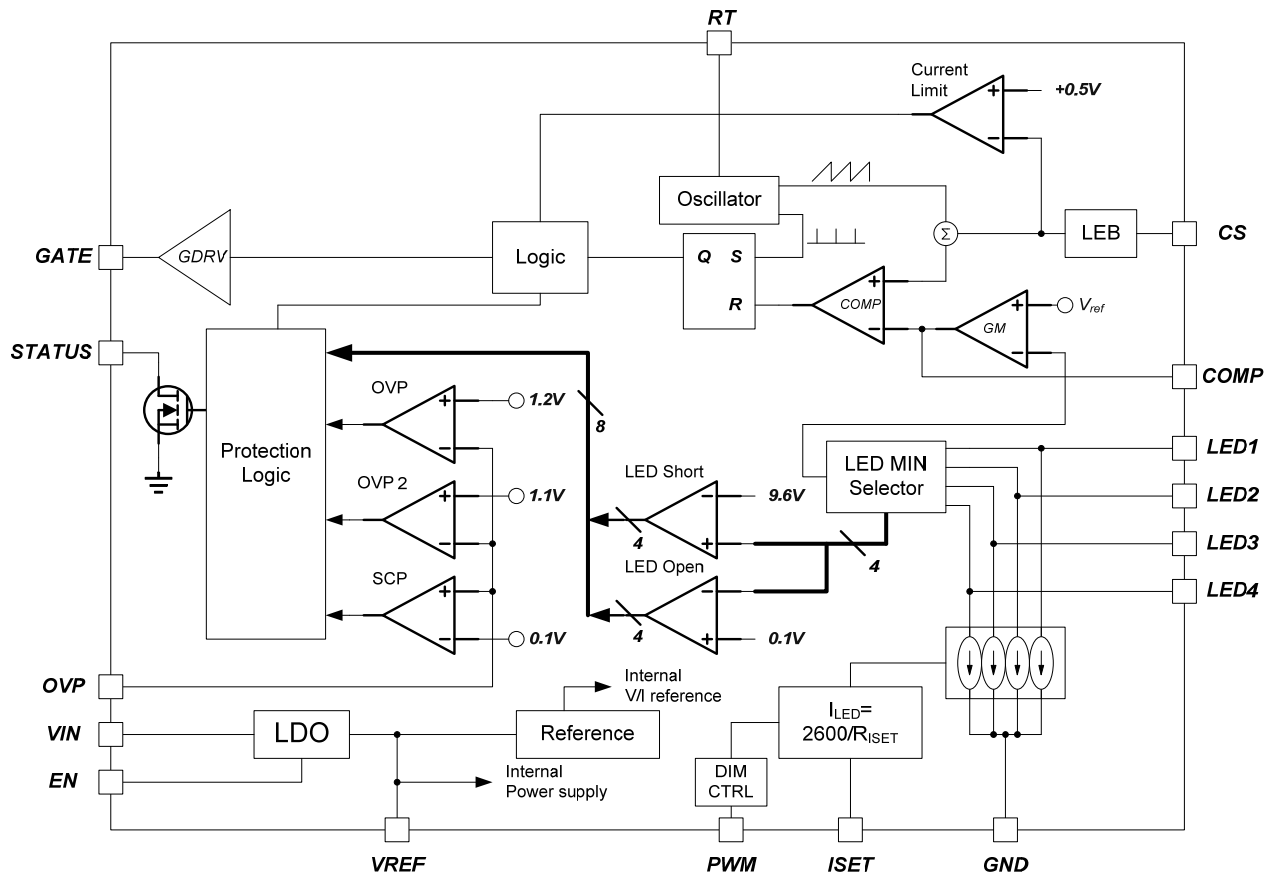 RT
Current
Limit
+
+0.5V
−
Oscillator
Σ
LEB
CS
GATE
GDRV
Logic
Q S
R
COMP
+
−
GM
+
−
Vref
STATUS
COMP
Protection
Logic
OVP
+
−
1.2V
8
OVP 2
+
−
1.1V
SCP
+
−
0.1V
LED Short
−
+
9.6V
4
LED Open
−
+
0.1V
4
4
LED MIN
Selector
LED1
LED2
LED3
LED4
OVP
VIN
EN
LDO
Internal
V/I reference
Reference
Internal
Power supply
ILED=
2600/RISET
DIM
CTRL
VREF
PWM
ISET
GND